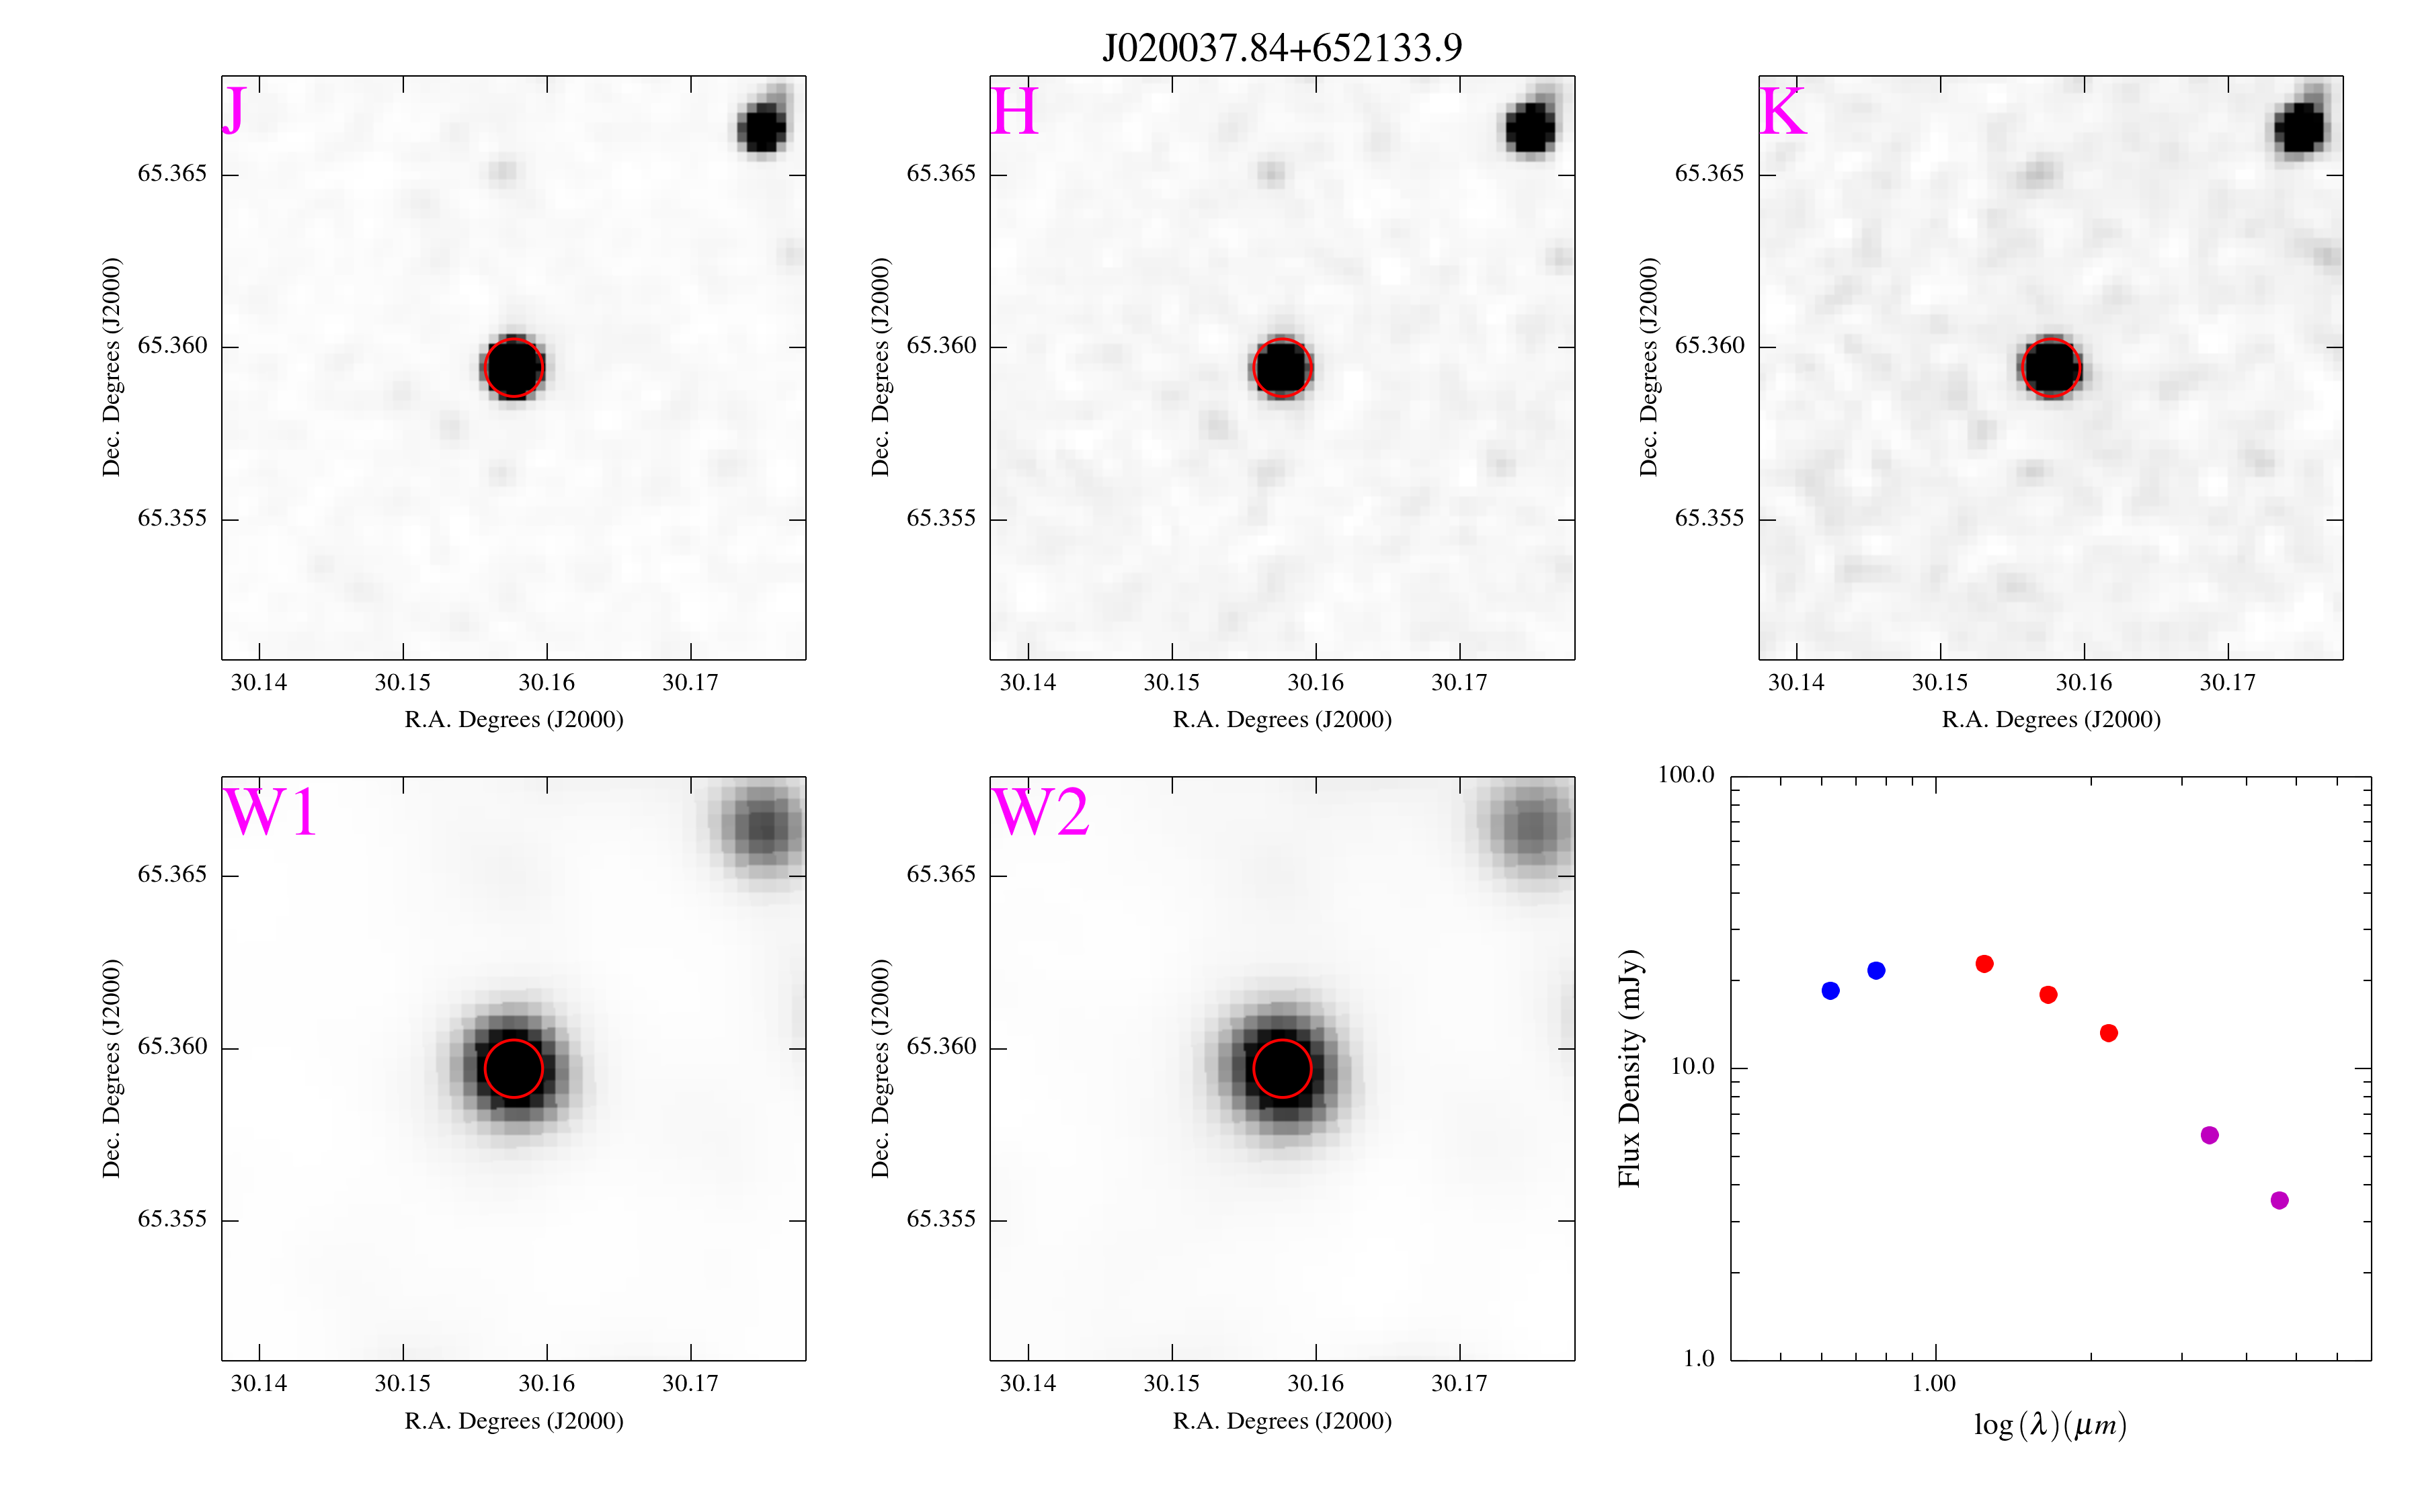 J020037.84+652133.9
J
65.365
65.360
65.355
Dec. Degrees (J2000)
30.14 30.15 30.16 30.17
R.A. Degrees (J2000)
H
65.365
65.360
65.355
Dec. Degrees (J2000)
30.14 30.15 30.16 30.17
R.A. Degrees (J2000)
K
65.365
65.360
65.355
Dec. Degrees (J2000)
30.14 30.15 30.16 30.17
R.A. Degrees (J2000)
W1
65.365
65.360
65.355
Dec. Degrees (J2000)
30.14 30.15 30.16 30.17
R.A. Degrees (J2000)
W2
65.365
65.360
65.355
Dec. Degrees (J2000)
30.14 30.15 30.16 30.17
R.A. Degrees (J2000)
100.0
10.0
1.0
Flux Density (mJy)
1.00
log(λ)(μm)